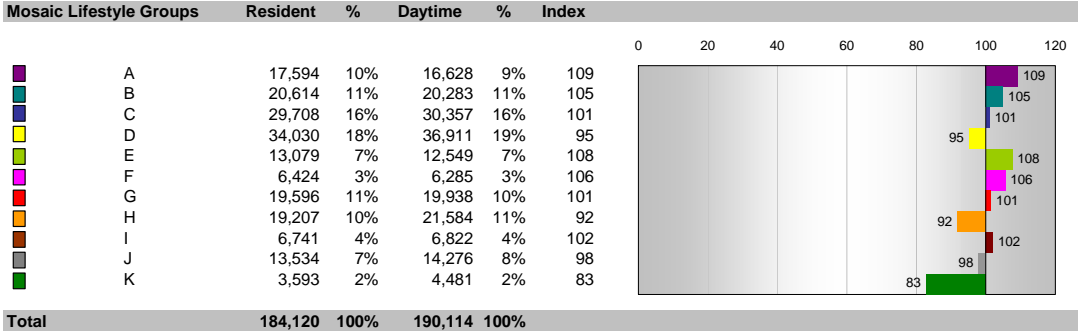 Mosaic Lifestyle Groups Resident % Daytime % Index
0 20 40 60 80 100 120
A 17,594 10% 16,628 9% 109 109
B 20,614 11% 20,283 11% 105 105
C 29,708 16% 30,357 16% 101 101
D 34,030 18% 36,911 19% 95 95
E 13,079 7% 12,549 7% 108 108
F 6,424 3% 6,285 3% 106 106
G 19,596 11% 19,938 10% 101 101
H 19,207 10% 21,584 11% 92 92
I 6,741 4% 6,822 4% 102 102
J 13,534 7% 14,276 8% 98 98
K 3,593 2% 4,481 2% 83 83
Total 184,120 100% 190,114 100%